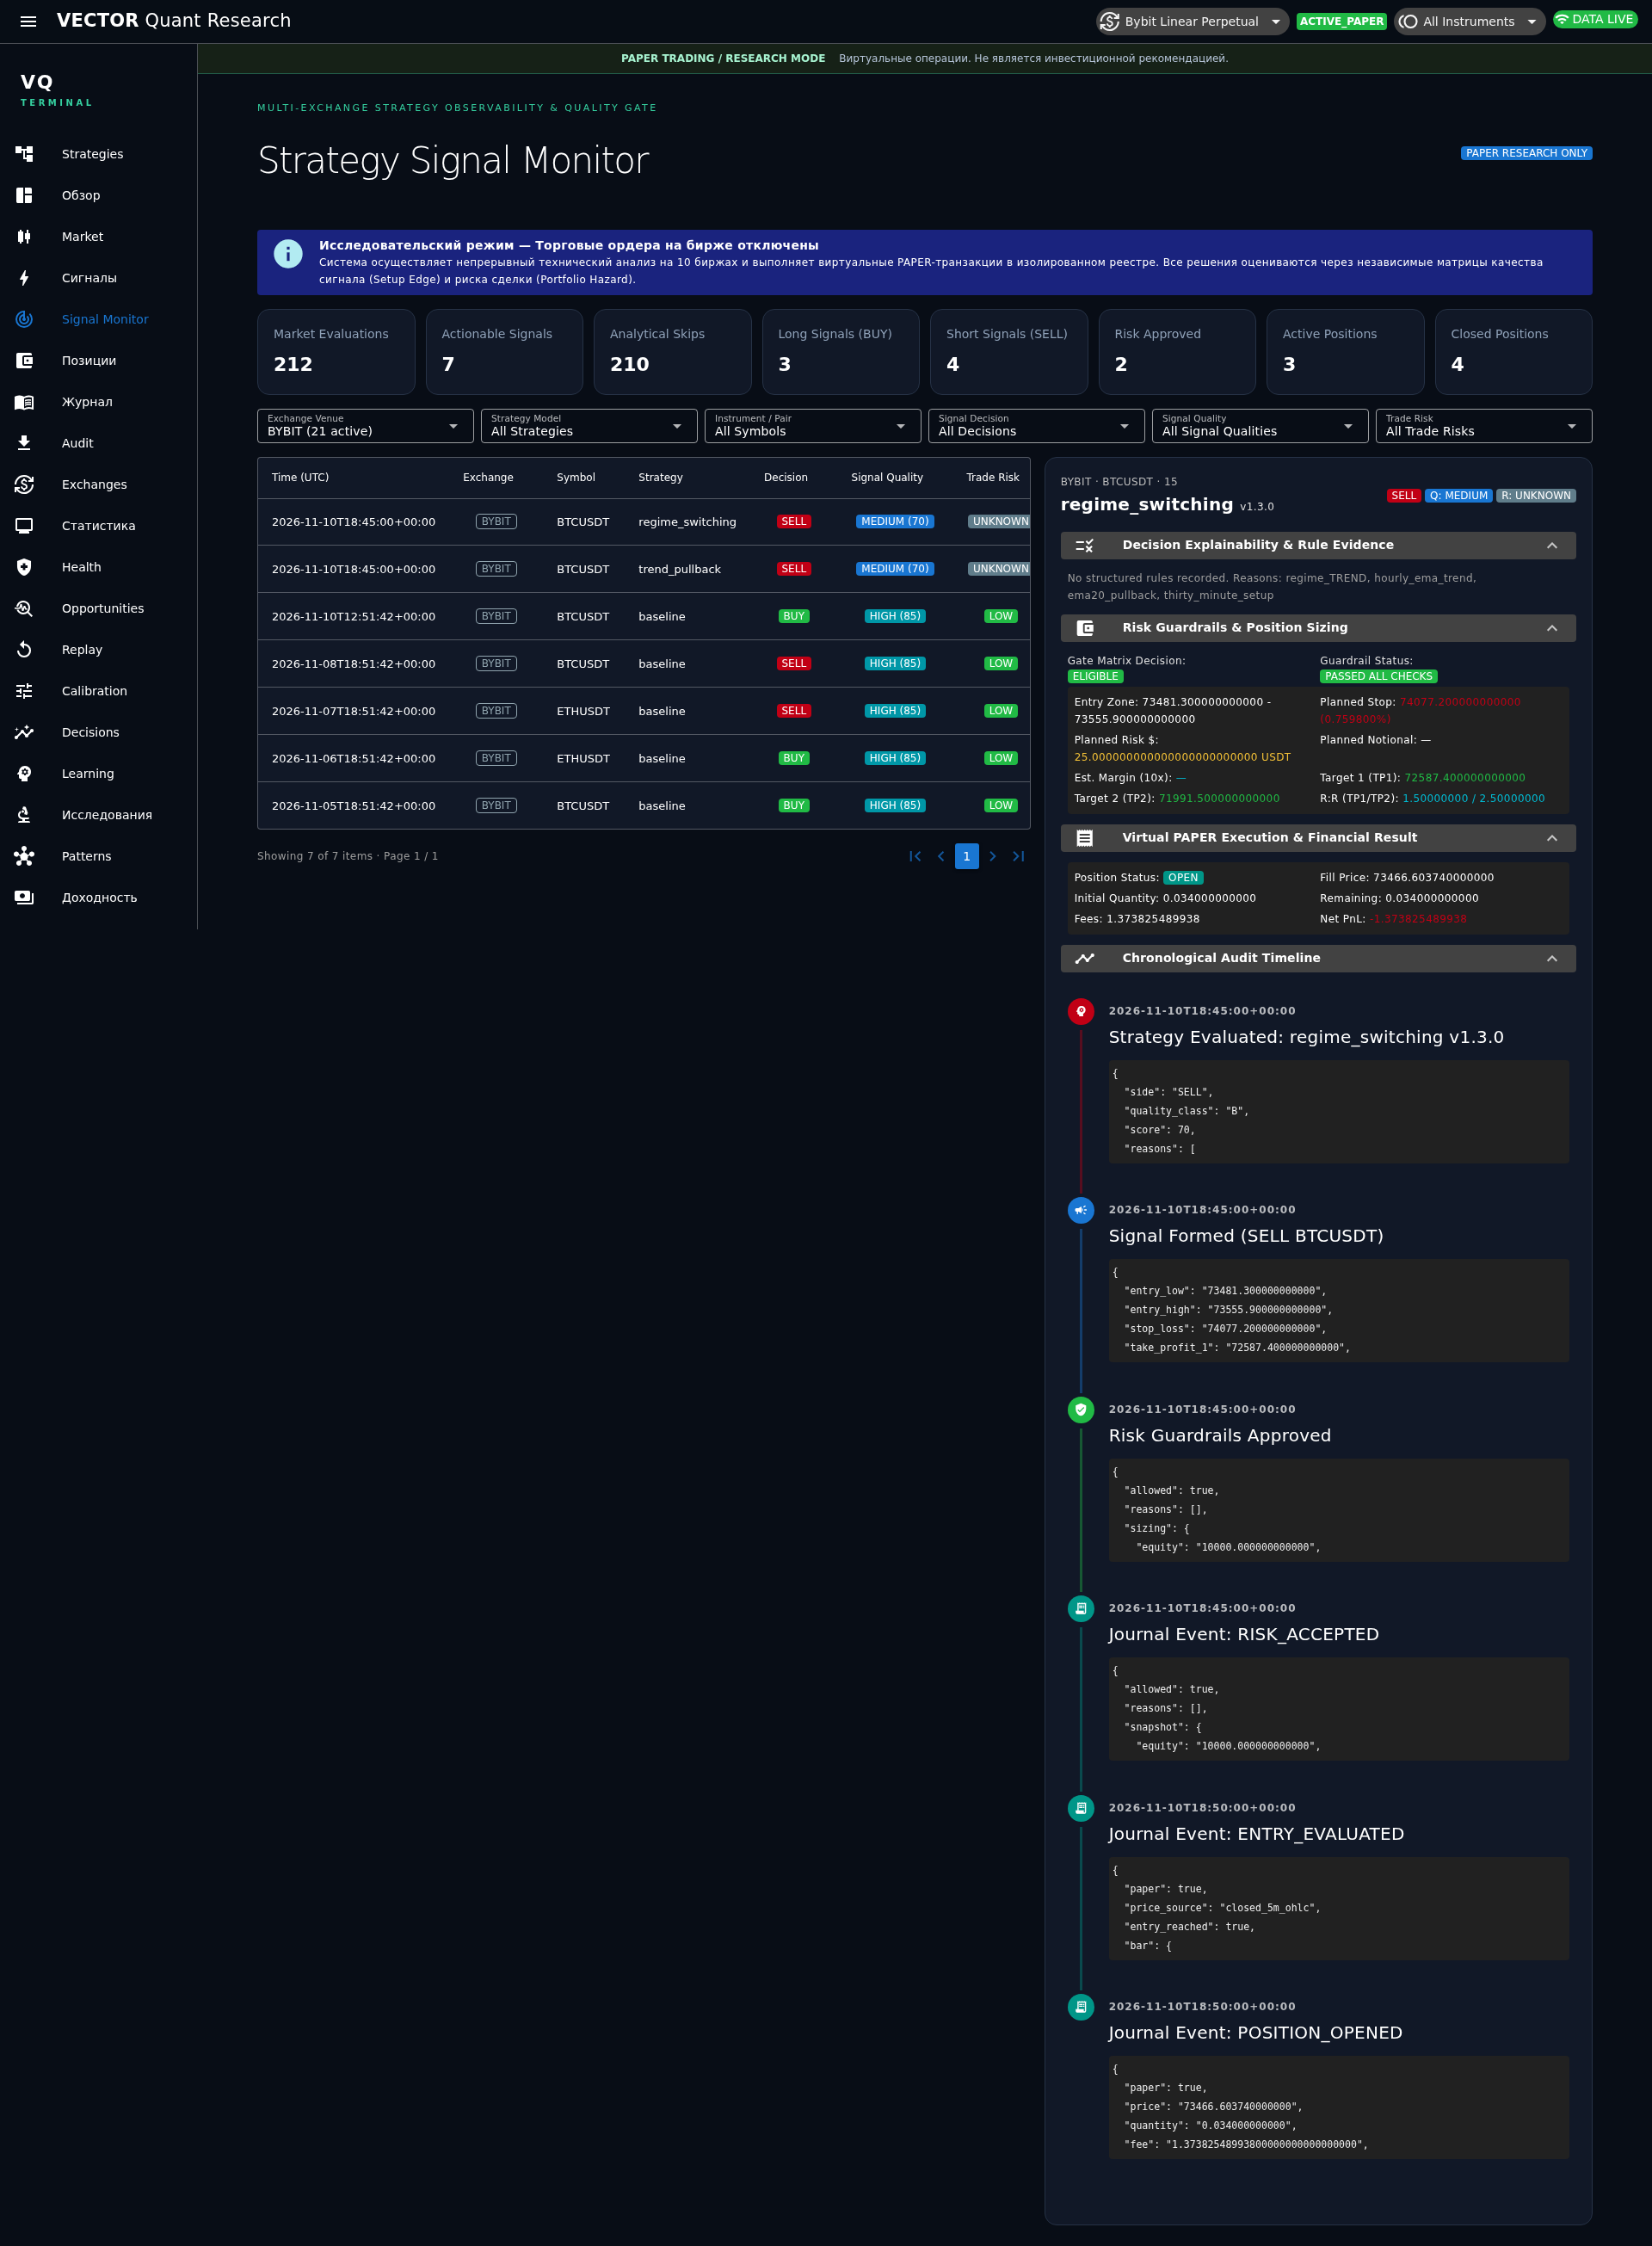 VECTOR Quant Research
Bybit Linear Perpetual
ACTIVE_PAPER
All Instruments
DATA LIVE
PAPER TRADING / RESEARCH MODE Виртуальные операции. Не является инвестиционной рекомендацией.
VQ
TERMINAL
Strategies
Обзор
Market
Сигналы
Signal Monitor
Позиции
Журнал
Audit
Exchanges
Статистика
Health
Opportunities
Replay
Calibration
Decisions
Learning
Исследования
Patterns
Доходность
MULTI-EXCHANGE STRATEGY OBSERVABILITY & QUALITY GATE
Strategy Signal Monitor
PAPER RESEARCH ONLY
Исследовательский режим — Торговые ордера на бирже отключены
Система осуществляет непрерывный технический анализ на 10 биржах и выполняет виртуальные PAPER-транзакции в изолированном реестре. Все решения оцениваются через независимые матрицы качества
сигнала (Setup Edge) и риска сделки (Portfolio Hazard).
Market Evaluations
212
Actionable Signals
7
Analytical Skips
210
Long Signals (BUY)
3
Short Signals (SELL)
4
Risk Approved
2
Active Positions
3
Closed Positions
4
Exchange Venue
BYBIT (21 active)
Strategy Model
All Strategies
Instrument / Pair
All Symbols
Signal Decision
All Decisions
Signal Quality
All Signal Qualities
Trade Risk
All Trade Risks
Time (UTC) Exchange Symbol Strategy Decision Signal Quality Trade Risk
2026-11-10T18:45:00+00:00 BYBIT BTCUSDT regime_switching SELL MEDIUM (70) UNKNOWN
2026-11-10T18:45:00+00:00 BYBIT BTCUSDT trend_pullback SELL MEDIUM (70) UNKNOWN
2026-11-10T12:51:42+00:00 BYBIT BTCUSDT baseline BUY HIGH (85) LOW
2026-11-08T18:51:42+00:00 BYBIT BTCUSDT baseline SELL HIGH (85) LOW
2026-11-07T18:51:42+00:00 BYBIT ETHUSDT baseline SELL HIGH (85) LOW
2026-11-06T18:51:42+00:00 BYBIT ETHUSDT baseline BUY HIGH (85) LOW
2026-11-05T18:51:42+00:00 BYBIT BTCUSDT baseline BUY HIGH (85) LOW
Showing 7 of 7 items · Page 1 / 1
1
BYBIT · BTCUSDT · 15
regime_switching v1.3.0
SELL Q: MEDIUM R: UNKNOWN
Decision Explainability & Rule Evidence
No structured rules recorded. Reasons: regime_TREND, hourly_ema_trend,
ema20_pullback, thirty_minute_setup
Risk Guardrails & Position Sizing
Gate Matrix Decision:
ELIGIBLE
Guardrail Status:
PASSED ALL CHECKS
Entry Zone: 73481.300000000000 -
73555.900000000000
Planned Stop: 74077.200000000000
(0.759800%)
Planned Risk $:
25.000000000000000000000000 USDT
Planned Notional: —
Est. Margin (10x): —
Target 1 (TP1): 72587.400000000000
Target 2 (TP2): 71991.500000000000
R:R (TP1/TP2): 1.50000000 / 2.50000000
Virtual PAPER Execution & Financial Result
Position Status: OPEN
Fill Price: 73466.603740000000
Initial Quantity: 0.034000000000
Remaining: 0.034000000000
Fees: 1.373825489938
Net PnL: -1.373825489938
Chronological Audit Timeline
2026-11-10T18:45:00+00:00
Strategy Evaluated: regime_switching v1.3.0
{
"side": "SELL",
"quality_class": "B",
"score": 70,
"reasons": [
2026-11-10T18:45:00+00:00
Signal Formed (SELL BTCUSDT)
{
"entry_low": "73481.300000000000",
"entry_high": "73555.900000000000",
"stop_loss": "74077.200000000000",
"take_profit_1": "72587.400000000000",
2026-11-10T18:45:00+00:00
Risk Guardrails Approved
{
"allowed": true,
"reasons": [],
"sizing": {
"equity": "10000.000000000000",
2026-11-10T18:45:00+00:00
Journal Event: RISK_ACCEPTED
{
"allowed": true,
"reasons": [],
"snapshot": {
"equity": "10000.000000000000",
2026-11-10T18:50:00+00:00
Journal Event: ENTRY_EVALUATED
{
"paper": true,
"price_source": "closed_5m_ohlc",
"entry_reached": true,
"bar": {
2026-11-10T18:50:00+00:00
Journal Event: POSITION_OPENED
{
"paper": true,
"price": "73466.603740000000",
"quantity": "0.034000000000",
"fee": "1.373825489938000000000000000",